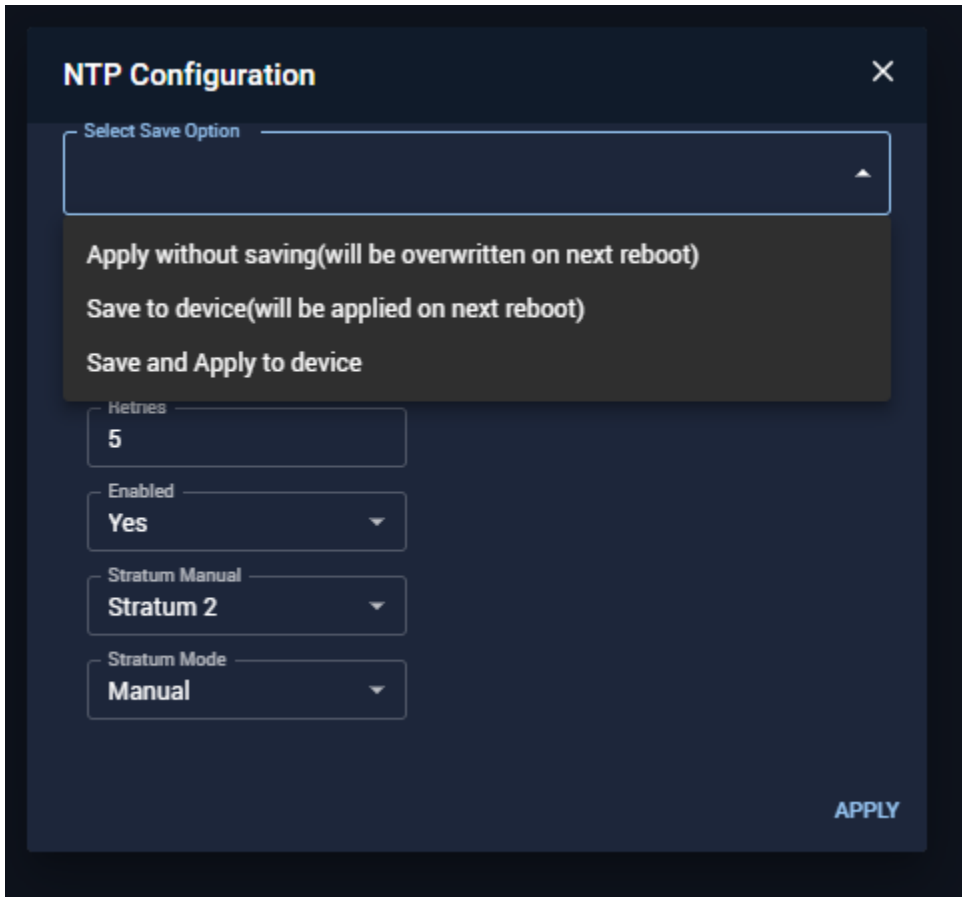 NTP Configuration
Select Save Option
Apply without saving(will be overwritten on next reboot)
Save to device(will be applied on next reboot)
Save and Apply to device
Retries
5
Enabled
Yes
Stratum Manual
Stratum 2
Stratum Mode
Manual
APPLY